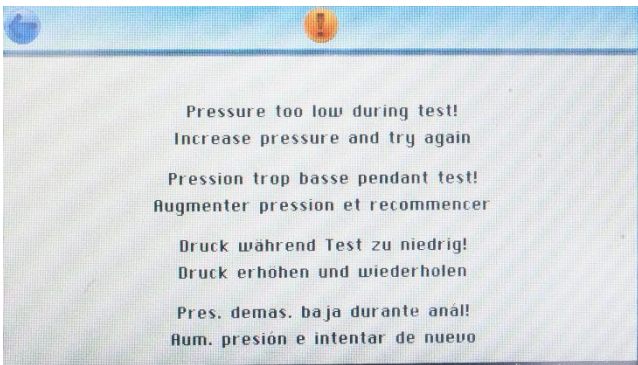 Pressure too low during test!
Increase pressure and try again
Pression trop basse pendant test!
Augmenter pression et recommencer
Druck während Test zu niedrig!
Druck erhohen und wiederholen
Pres. demas. baja durante anál!
Aum. presión e intentar de nuevo